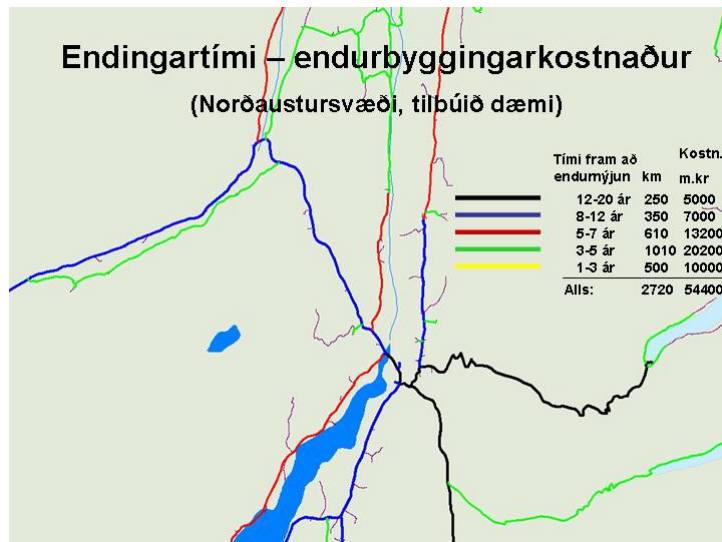 Endingartími – endurbyggingarkostnaður
(Norðaustursvæði, tilbúið dæmi)
Tími fram að endurnýjun km Kostn. m.kr
12-20 ár 250 5000
8-12 ár 350 7000
5-7 ár 610 13200
3-5 ár 1010 20200
1-3 ár 500 10000
Alls: 2720 54400